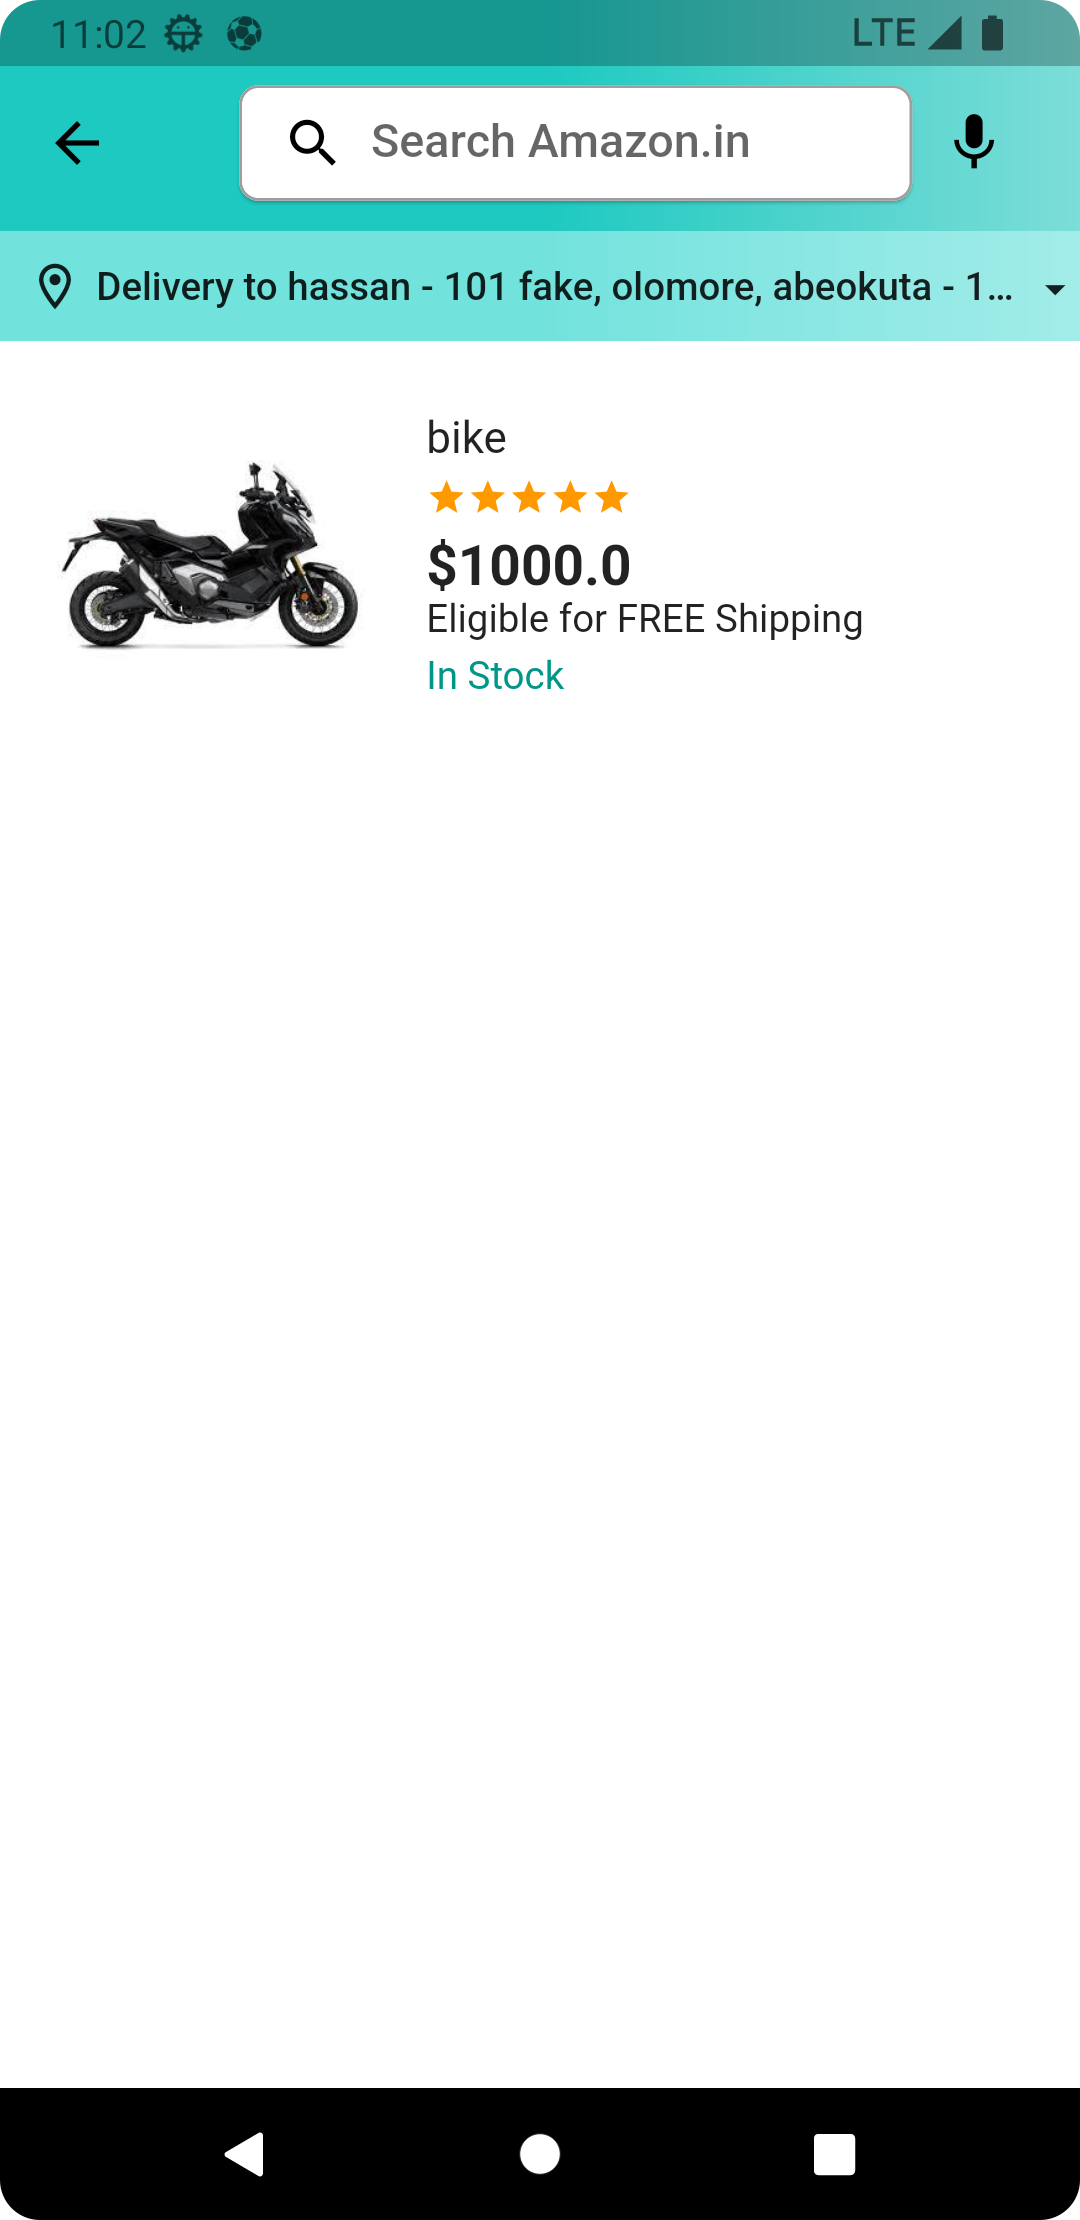 11:02 LTE
Search Amazon.in
Delivery to hassan - 101 fake, olomore, abeokuta - 1...
bike
$1000.0
Eligible for FREE Shipping
In Stock